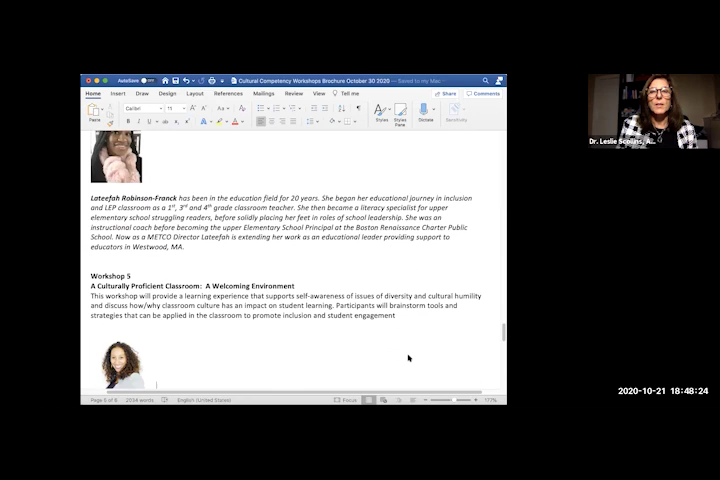 AutoSave OFF
Cultural Competency Workshops Brochure October 30 2020 — Saved to my Mac
Home Insert Draw Design Layout References Mailings Review View Tell me Share Comments
Paste Calibri Styles Styles Pane Dictate Sensitivity
Lateefah Robinson-Franck has been in the education field for 20 years. She began her educational journey in inclusion
and LEP classroom as a 1st, 3rd and 4th grade classroom teacher. She then became a literacy specialist for upper
elementary school struggling readers, before solidly placing her feet in roles of school leadership. She was an
instructional coach before becoming the upper Elementary School Principal at the Boston Renaissance Charter Public
School. Now as a METCO Director Lateefah is extending her work as an educational leader providing support to
educators in Westwood, MA.
Workshop 5
A Culturally Proficient Classroom: A Welcoming Environment
This workshop will provide a learning experience that supports self-awareness of issues of diversity and cultural humility
and discuss how/why classroom culture has an impact on student learning. Participants will brainstorm tools and
strategies that can be applied in the classroom to promote inclusion and student engagement
English (United States) Focus 177%
Dr. Leslie
2020-10-21 18:48:24